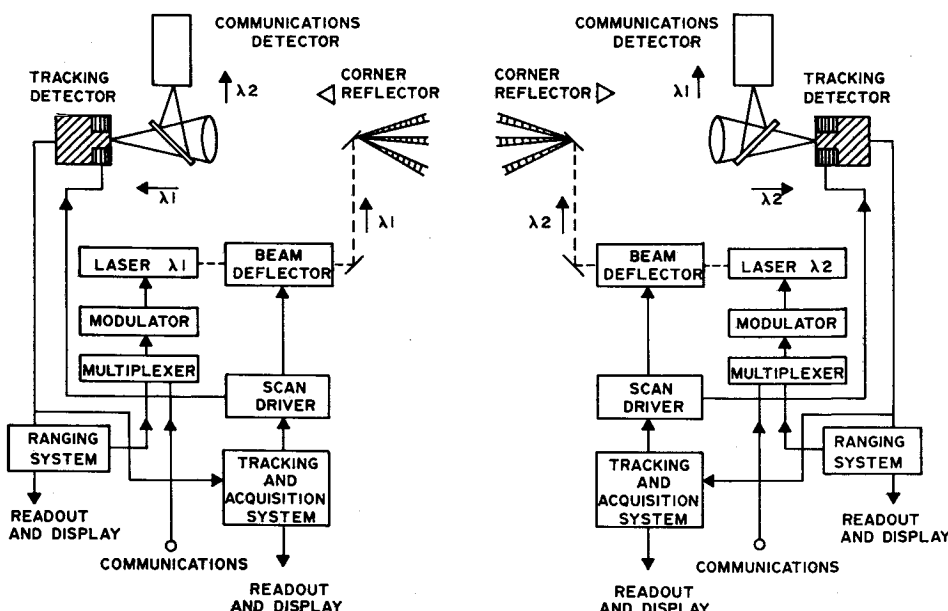 COMMUNICATIONS
DETECTOR
TRACKING
DETECTOR
λ2
CORNER
REFLECTOR
λ1
λ1
LASER λ1
BEAM
DEFLECTOR
MODULATOR
MULTIPLEXER
SCAN
DRIVER
RANGING
SYSTEM
TRACKING
AND
ACQUISITION
SYSTEM
READOUT
AND DISPLAY
COMMUNICATIONS
READOUT
AND DISPLAY
COMMUNICATIONS
DETECTOR
CORNER
REFLECTOR
λ1
TRACKING
DETECTOR
λ2
λ2
BEAM
DEFLECTOR
LASER λ2
MODULATOR
MULTIPLEXER
SCAN
DRIVER
TRACKING
AND
ACQUISITION
SYSTEM
RANGING
SYSTEM
READOUT
AND DISPLAY
COMMUNICATIONS
READOUT
AND DISPLAY